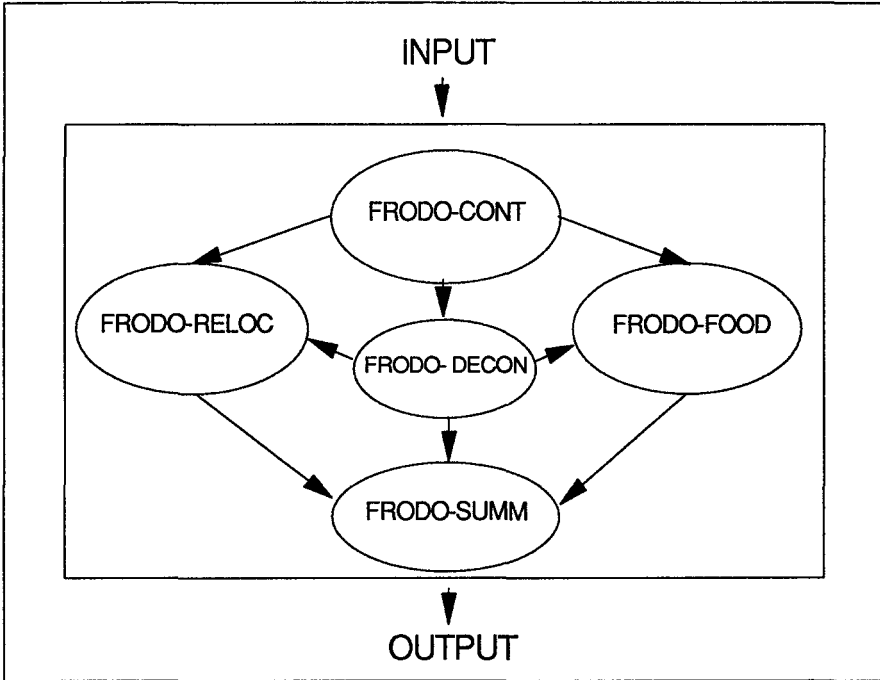 INPUT
FRODO-CONT
FRODO-RELOC
FRODO-FOOD
FRODO- DECON
FRODO-SUMM
OUTPUT